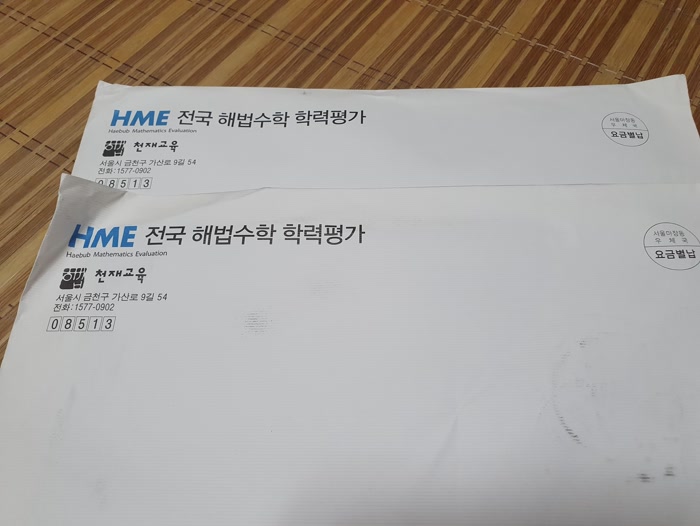 HME 전국 해법수학 학력평가
Haebub Mathematics Evaluation
해법 천재교육
서울시 금천구 가산로 9길 54
전화:1577-0902
08513
서울마장동
우체국
요금별납
HME 전국 해법수학 학력평가
Haebub Mathematics Evaluation
해법 천재교육
서울시 금천구 가산로 9길 54
전화:1577-0902
08513
서울마장동
우체국
요금별납